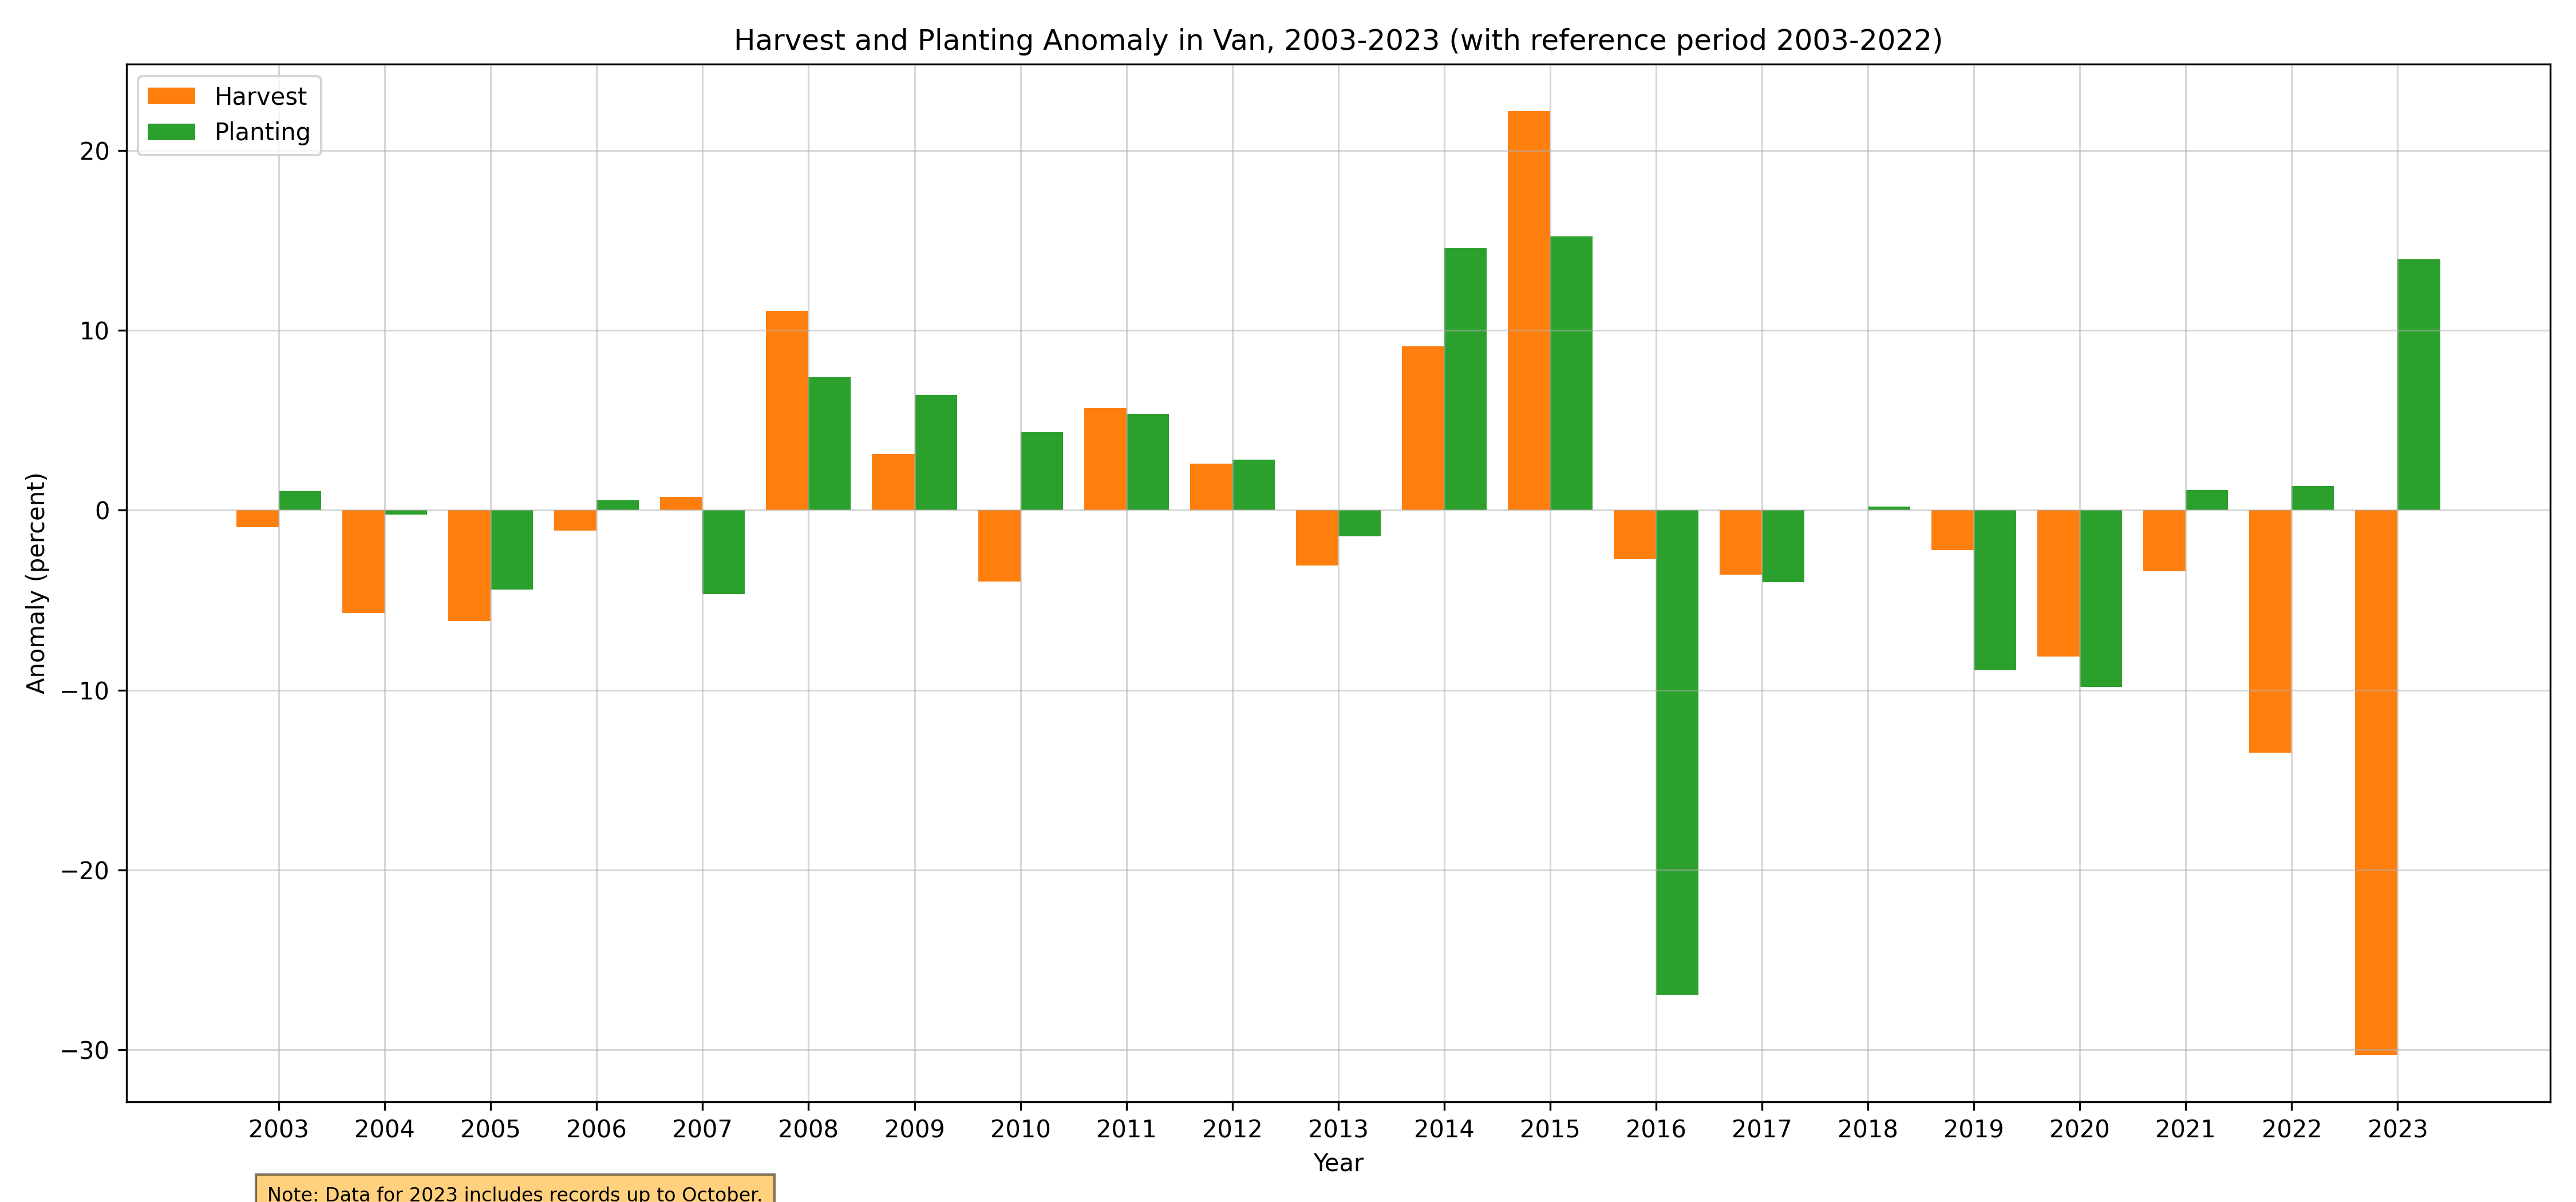 Harvest and Planting Anomaly in Van, 2003-2023 (with reference period 2003-2022)
Harvest
Planting
Anomaly (percent)
20
10
0
−10
−20
−30
2003 2004 2005 2006 2007 2008 2009 2010 2011 2012 2013 2014 2015 2016 2017 2018 2019 2020 2021 2022 2023
Year
Note: Data for 2023 includes records up to October.